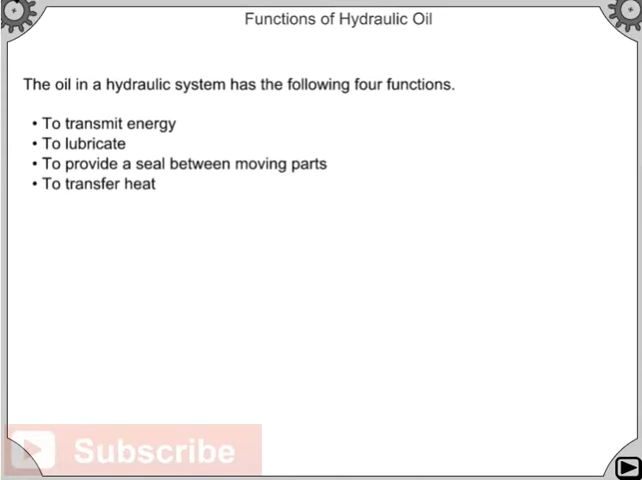 Functions of Hydraulic Oil
The oil in a hydraulic system has the following four functions.
• To transmit energy
• To lubricate
• To provide a seal between moving parts
• To transfer heat
Subscribe